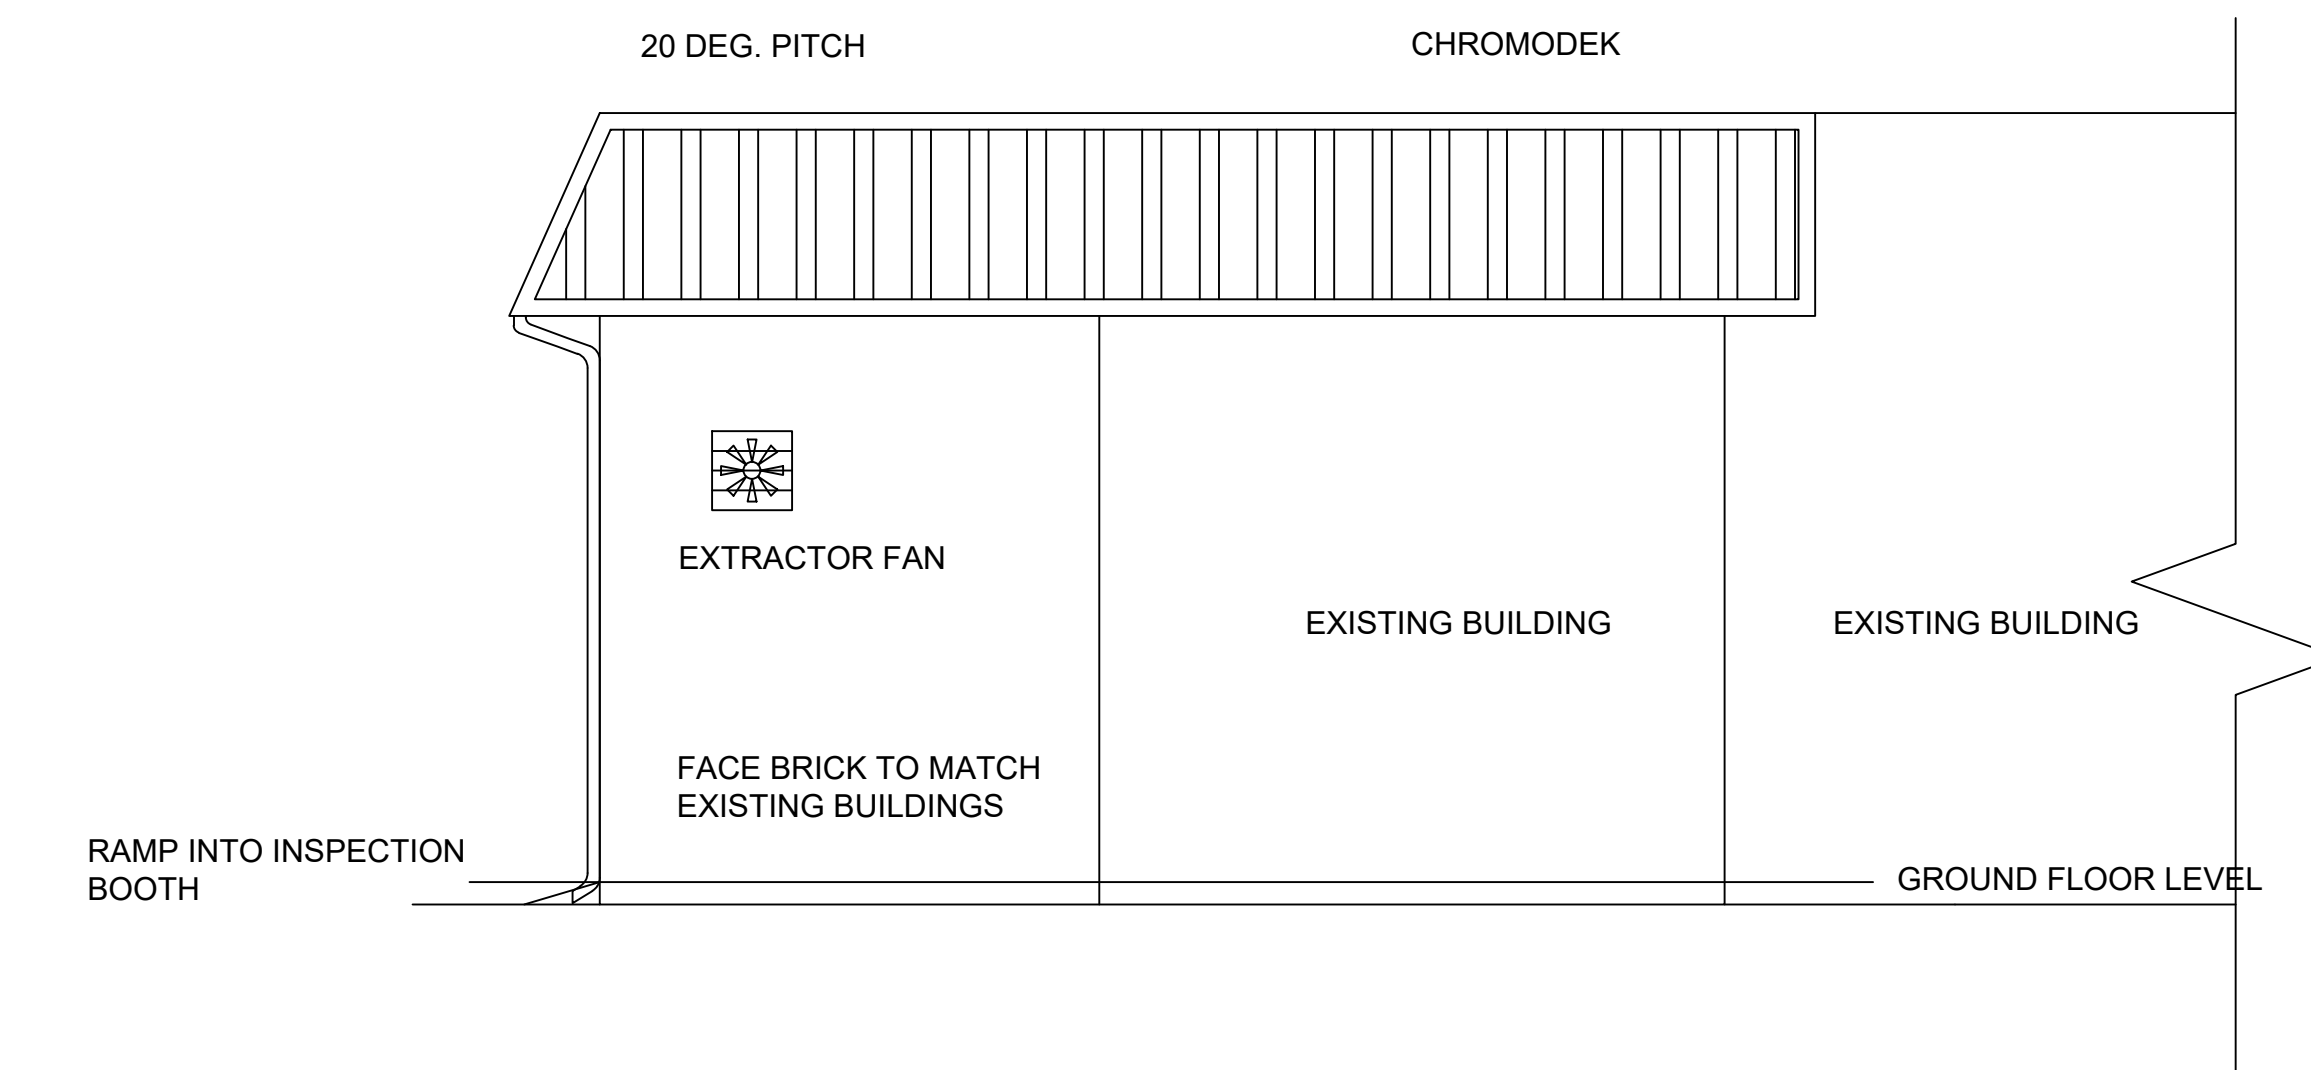 20 DEG. PITCH
CHROMODEK
EXTRACTOR FAN
EXISTING BUILDING
EXISTING BUILDING
FACE BRICK TO MATCH
EXISTING BUILDINGS
RAMP INTO INSPECTION
BOOTH
GROUND FLOOR LEVEL